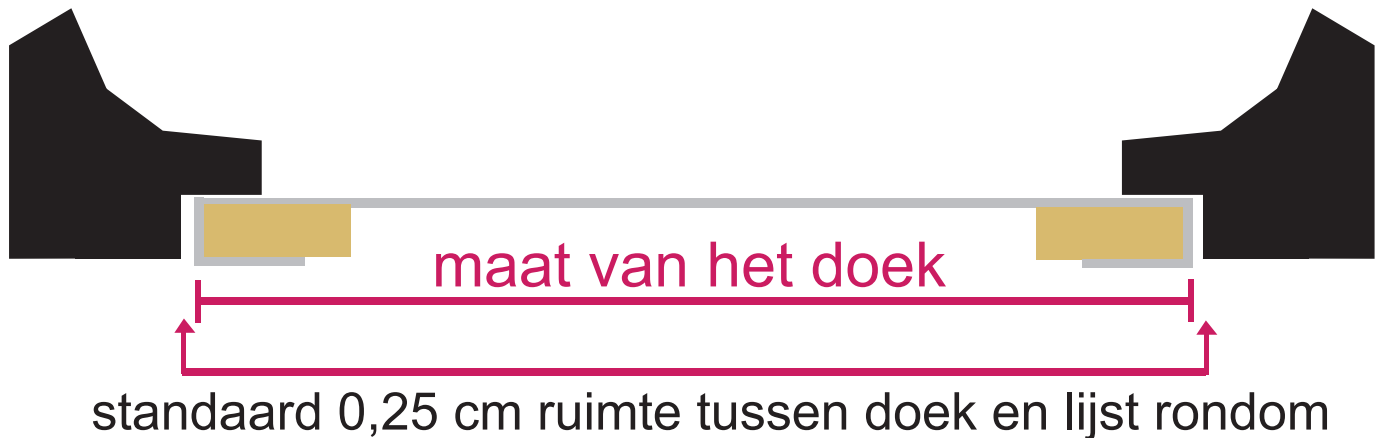 maat van het doek
standaard 0,25 cm ruimte tussen doek en lijst rondom